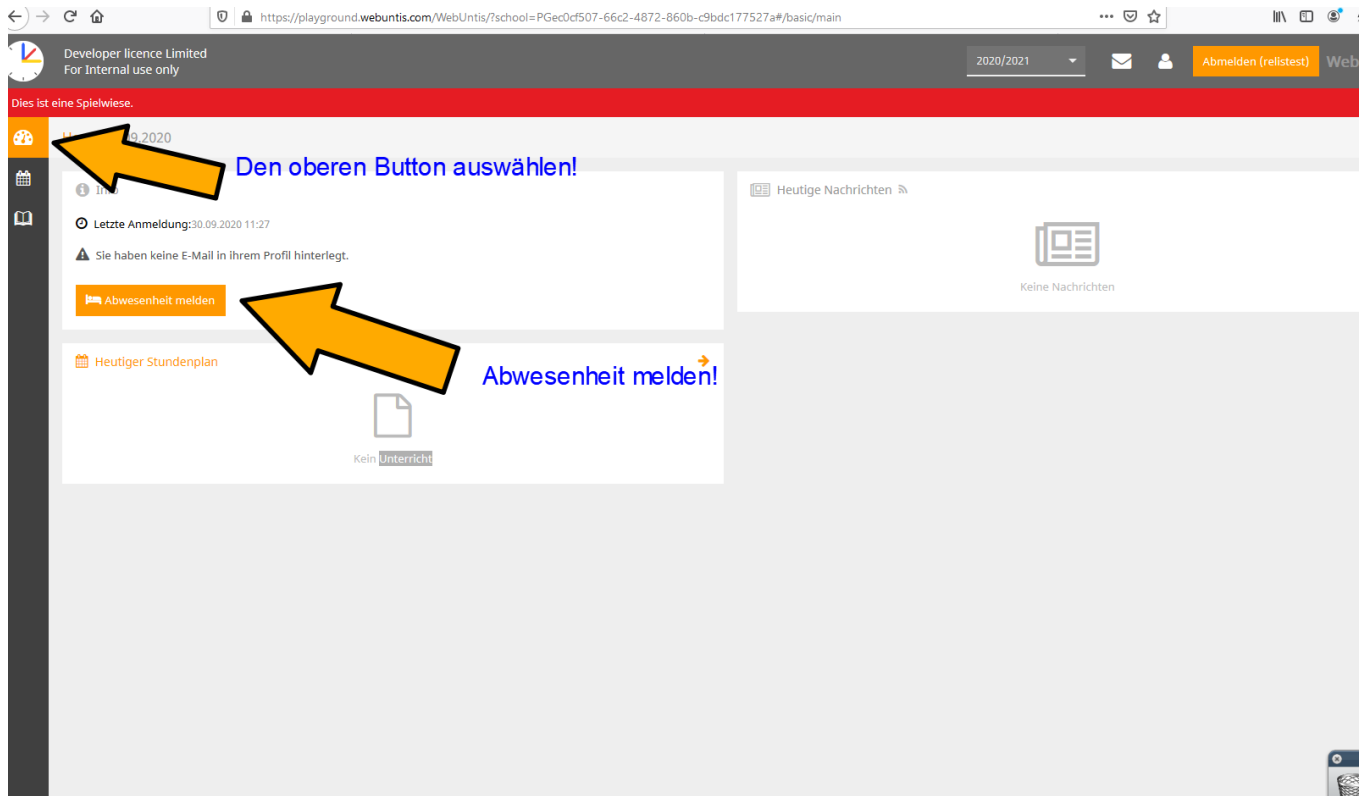 https://playground.webuntis.com/WebUntis/?school=PGec0cf507-66c2-4872-860b-c9bdc177527a#/basic/main
Developer licence Limited
For Internal use only
2020/2021
Abmelden (relistest)
Dies ist eine Spielwiese.
Den oberen Button auswählen!
Heutige Nachrichten
Letzte Anmeldung:30.09.2020 11:27
Sie haben keine E-Mail in ihrem Profil hinterlegt.
Keine Nachrichten
Abwesenheit melden
Heutiger Stundenplan
Abwesenheit melden!
Kein Unterricht